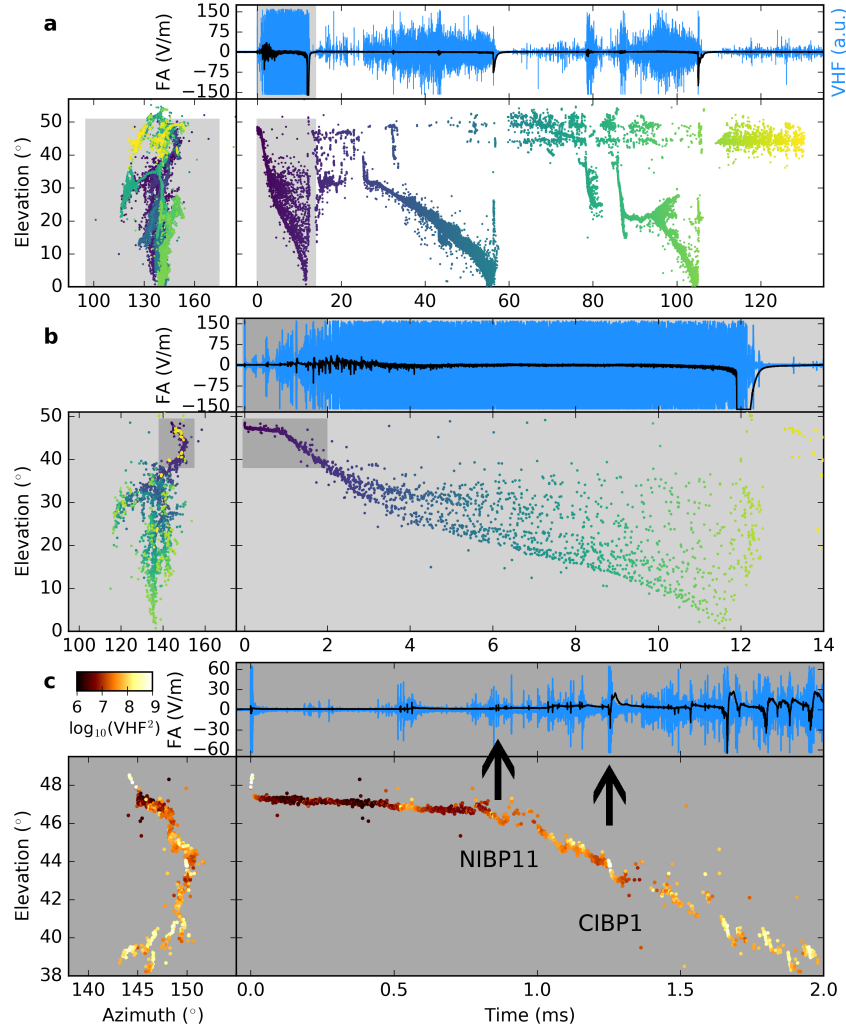 a
FA (V/m)
150
75
0
−75
−150
VHF (a.u.)
Elevation (°)
50
40
30
20
10
0
100 120 140 160
0 20 40 60 80 100 120
b
FA (V/m)
150
75
0
−75
−150
Elevation (°)
50
40
30
20
10
0
100 120 140 160
0 2 4 6 8 10 12 14
c
6 7 8 9
log10(VHF²)
FA (V/m)
60
30
0
−30
−60
Elevation (°)
48
46
44
42
40
38
NIBP11
CIBP1
140 145 150
0.0 0.5 1.0 1.5 2.0
Azimuth (°)
Time (ms)